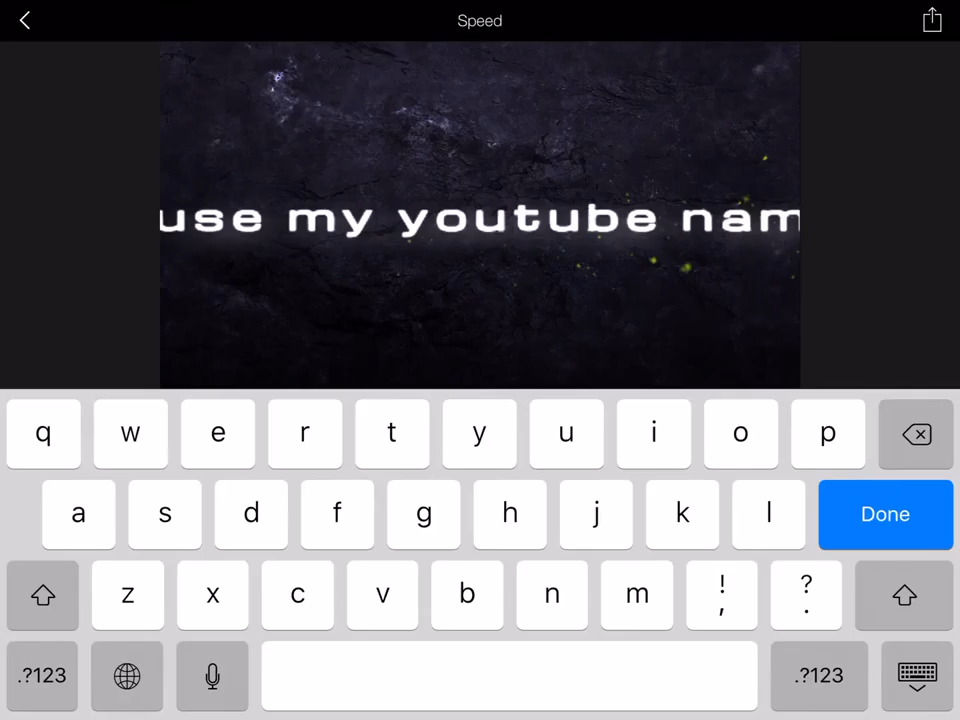 Speed
use my youtube nam
q w e r t y u i o p
a s d f g h j k l Done
z x c v b n m ! , ? .
.?123 .?123